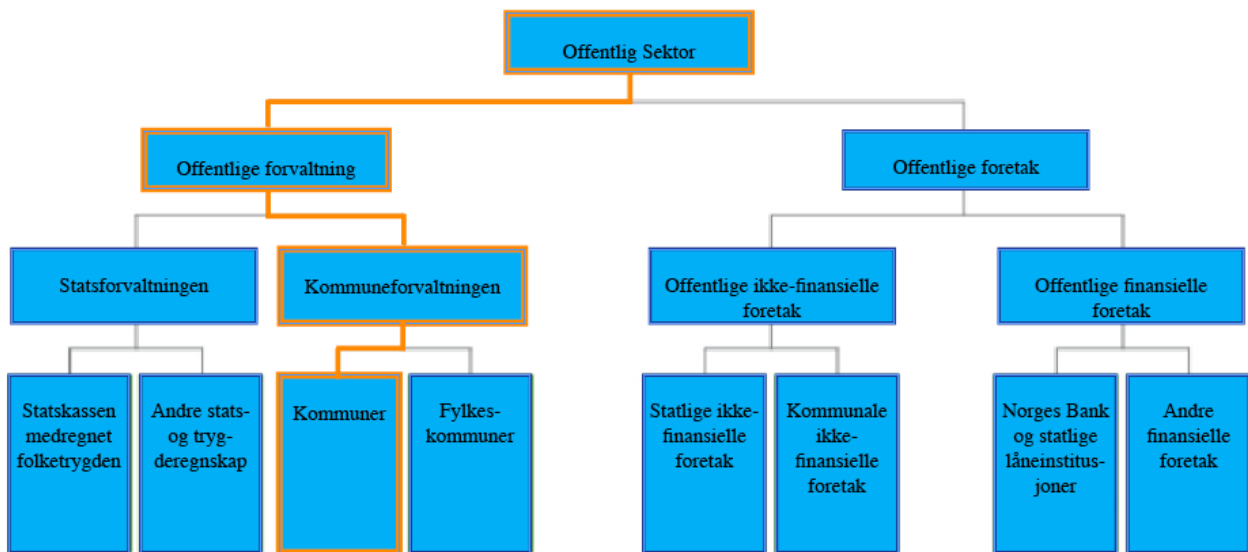 Offentlig Sektor
Offentlige forvaltning
Offentlige foretak
Statsforvaltningen
Kommuneforvaltningen
Offentlige ikke-finansielle
foretak
Offentlige finansielle
foretak
Statskassen
medregnet
folketrygden
Andre stats-
og tryg-
deregnskap
Kommuner
Fylkes-
kommuner
Statlige ikke-
finansielle
foretak
Kommunale
ikke-
finansielle
foretak
Norges Bank
og statlige
låneinstitus-
joner
Andre
finansielle
foretak